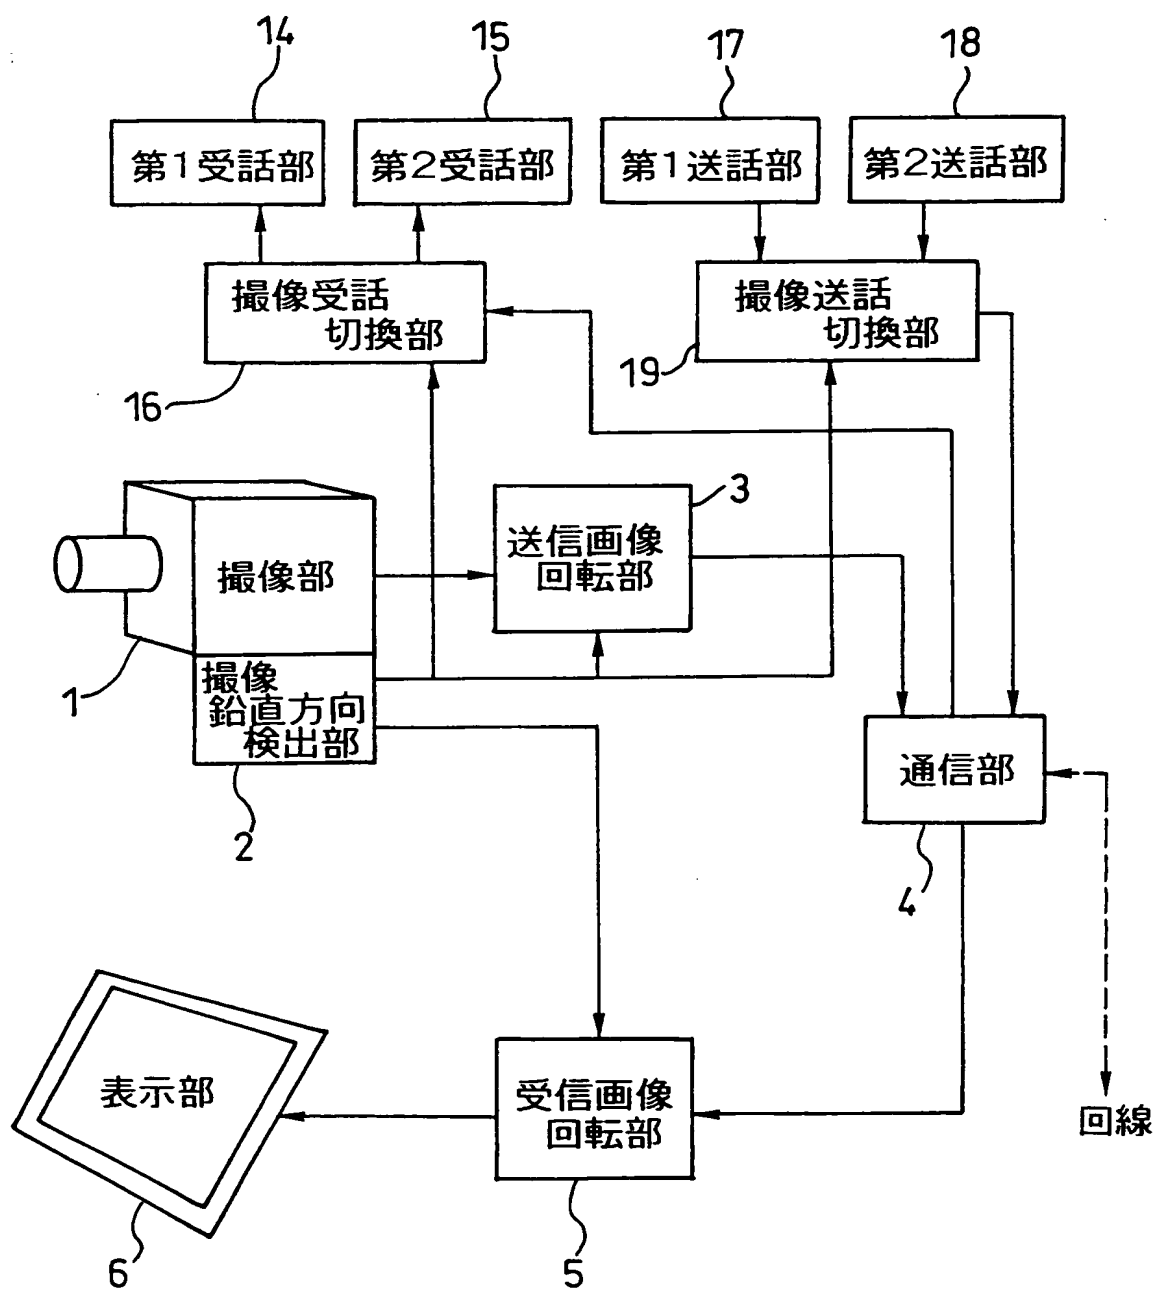 14
15
17
18
第1受話部
第2受話部
第1送話部
第2送話部
撮像受話
切換部
撮像送話
切換部
16
19
3
撮像部
送信画像
回転部
1
撮像
鉛直方向
検出部
2
通信部
4
表示部
受信画像
回転部
回線
6
5